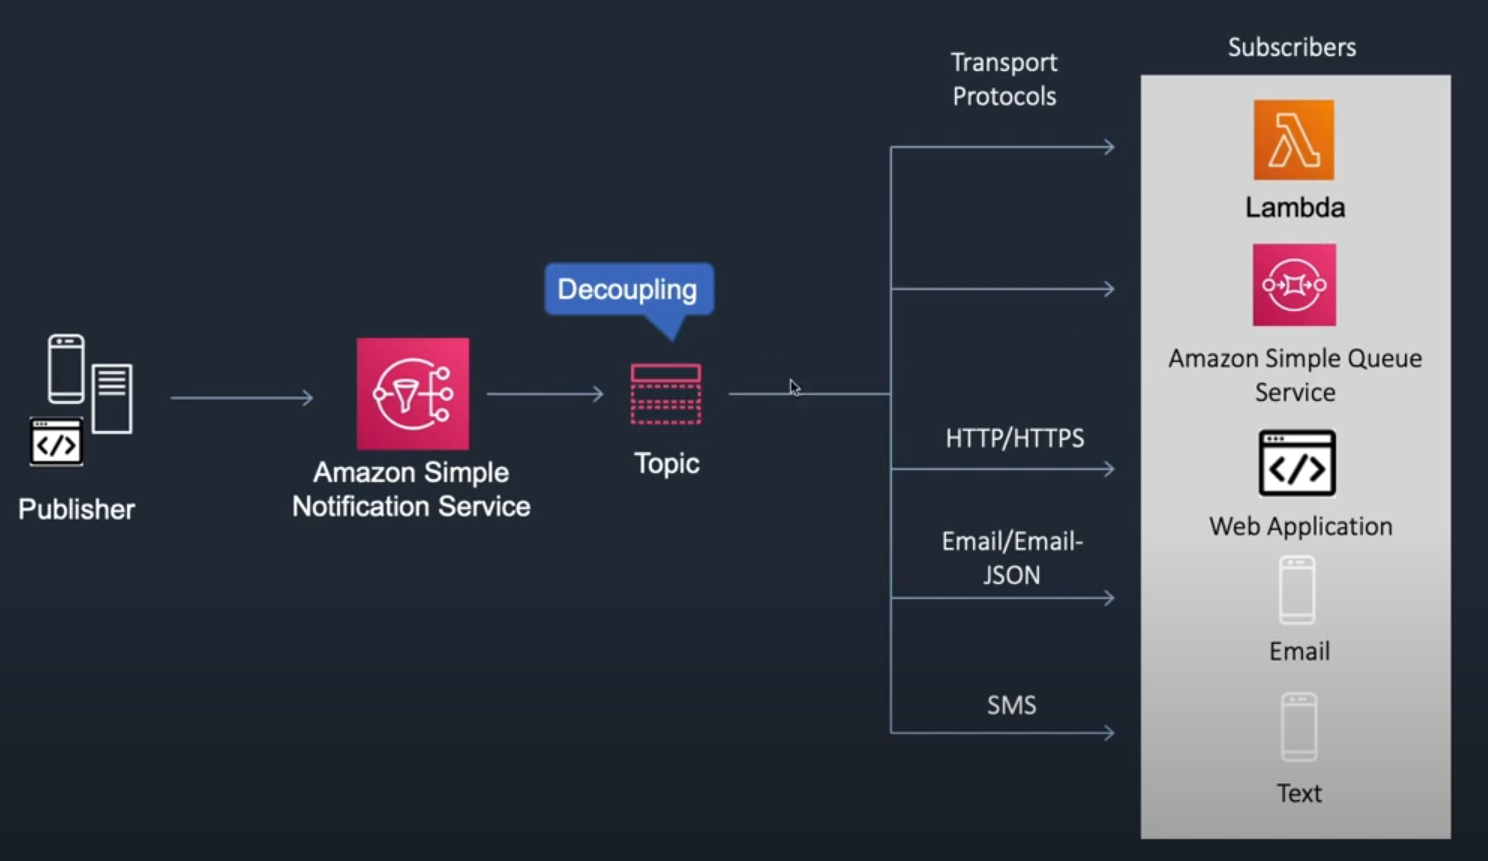 Subscribers
Transport
Protocols
Lambda
Decoupling
Amazon Simple Queue
Service
HTTP/HTTPS
</>
</>
Topic
Amazon Simple
Notification Service
Publisher
Web Application
Email/Email-
JSON
Email
SMS
Text